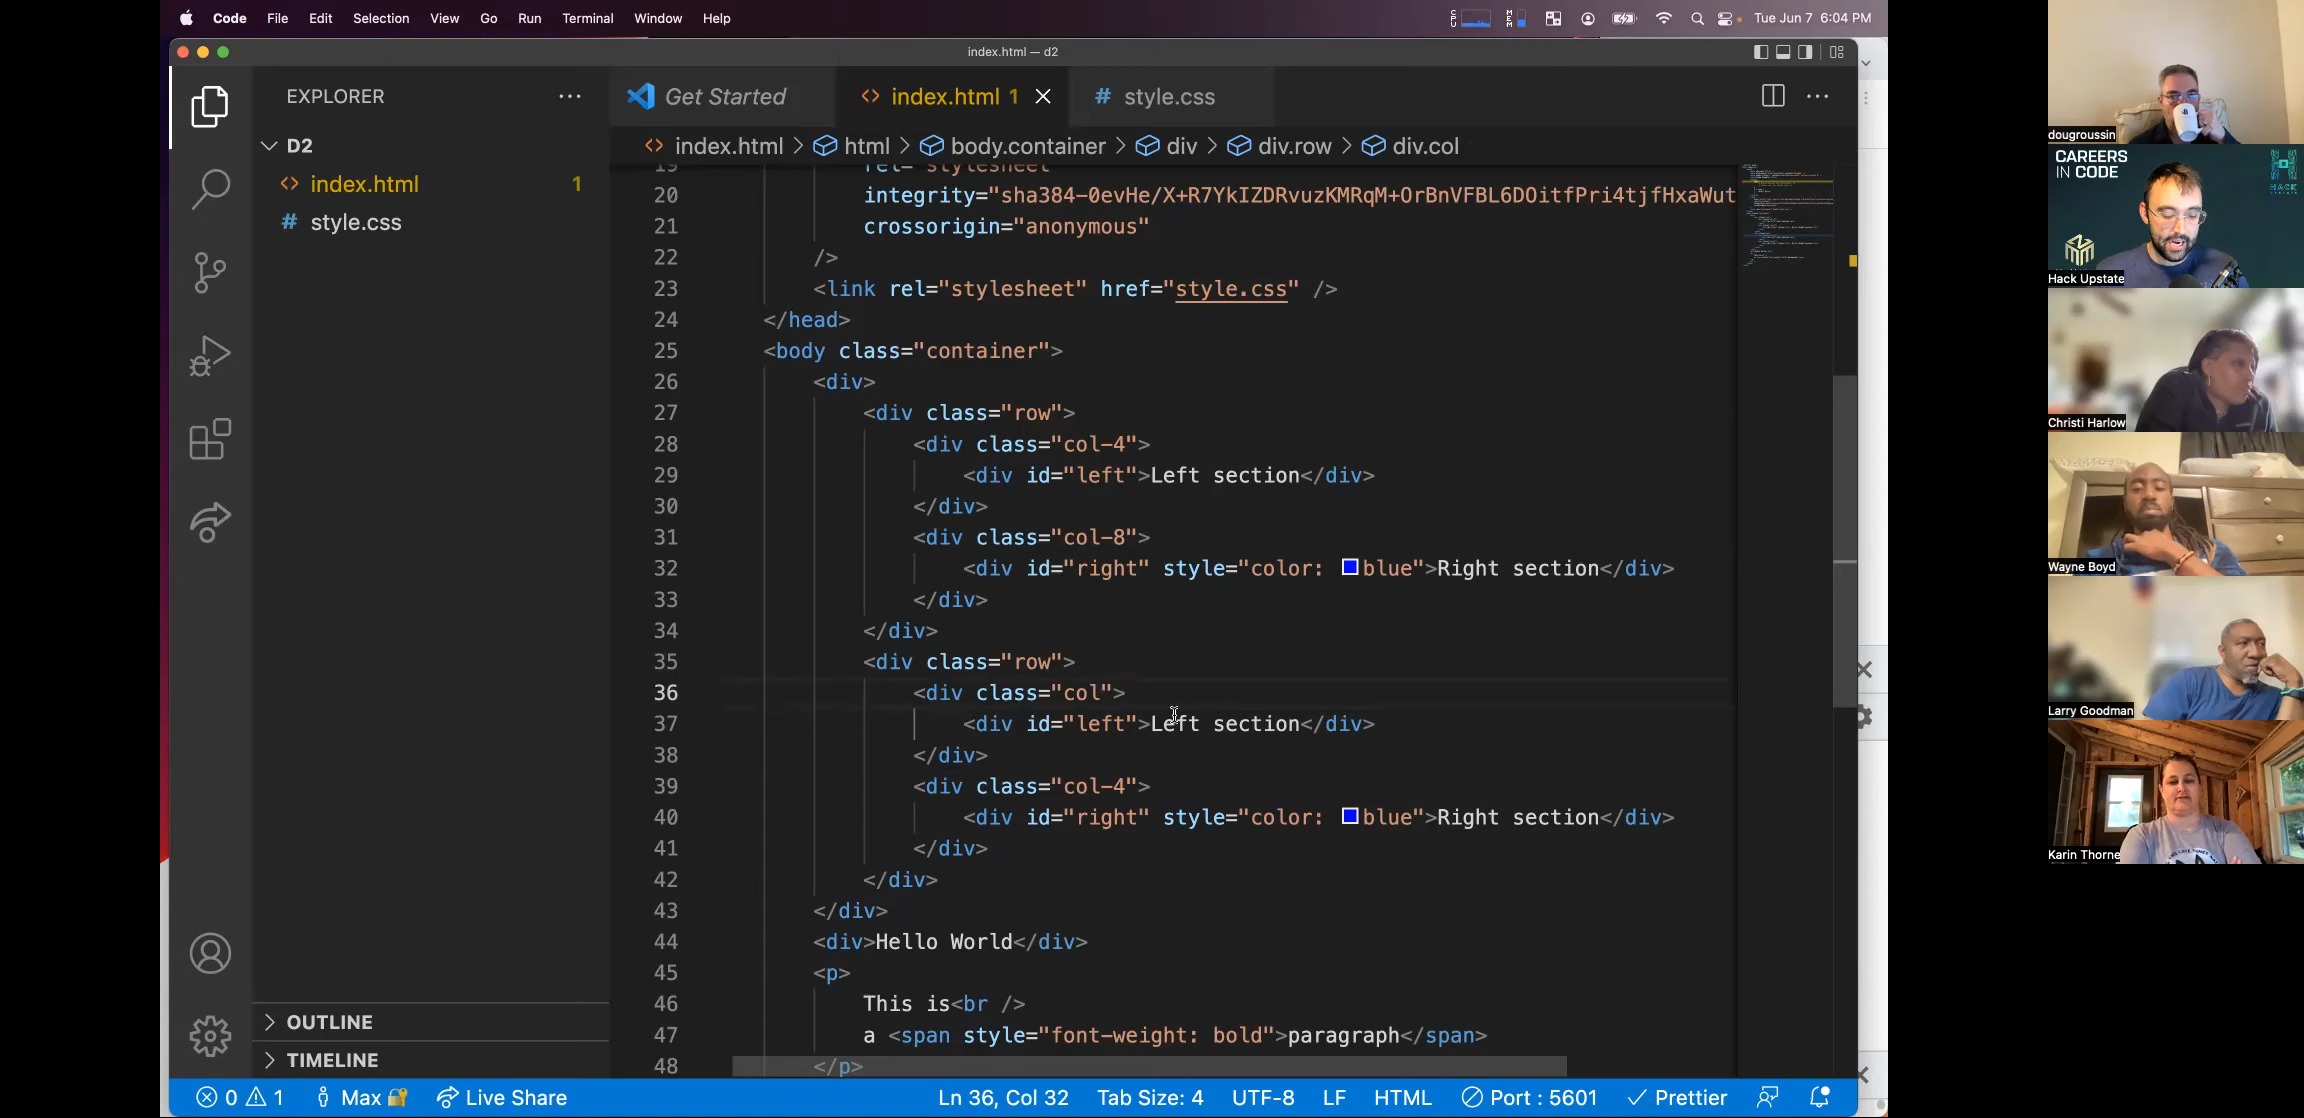 Code File Edit Selection View Go Run Terminal Window Help
CPU MEM Tue Jun 7 6:04 PM
index.html — d2
EXPLORER
D2
index.html 1
style.css
OUTLINE
TIMELINE
Get Started index.html 1 style.css
index.html > html > body.container > div > div.row > div.col
19 rel="stylesheet"
20 integrity="sha384-0evHe/X+R7YkIZDRvuzKMRqM+OrBnVFBL6DOitfPri4tjfHxaWut
21 crossorigin="anonymous"
22 />
23 <link rel="stylesheet" href="style.css" />
24 </head>
25 <body class="container">
26 <div>
27 <div class="row">
28 <div class="col-4">
29 <div id="left">Left section</div>
30 </div>
31 <div class="col-8">
32 <div id="right" style="color: blue">Right section</div>
33 </div>
34 </div>
35 <div class="row">
36 <div class="col">
37 <div id="left">Left section</div>
38 </div>
39 <div class="col-4">
40 <div id="right" style="color: blue">Right section</div>
41 </div>
42 </div>
43 </div>
44 <div>Hello World</div>
45 <p>
46 This is<br />
47 a <span style="font-weight: bold">paragraph</span>
48 </p>
0 1 Max Live Share Ln 36, Col 32 Tab Size: 4 UTF-8 LF HTML Port : 5601 Prettier
dougroussin
CAREERS
IN CODE
HACK
Hack Upstate
Christi Harlow
Wayne Boyd
Larry Goodman
Karin Thorne